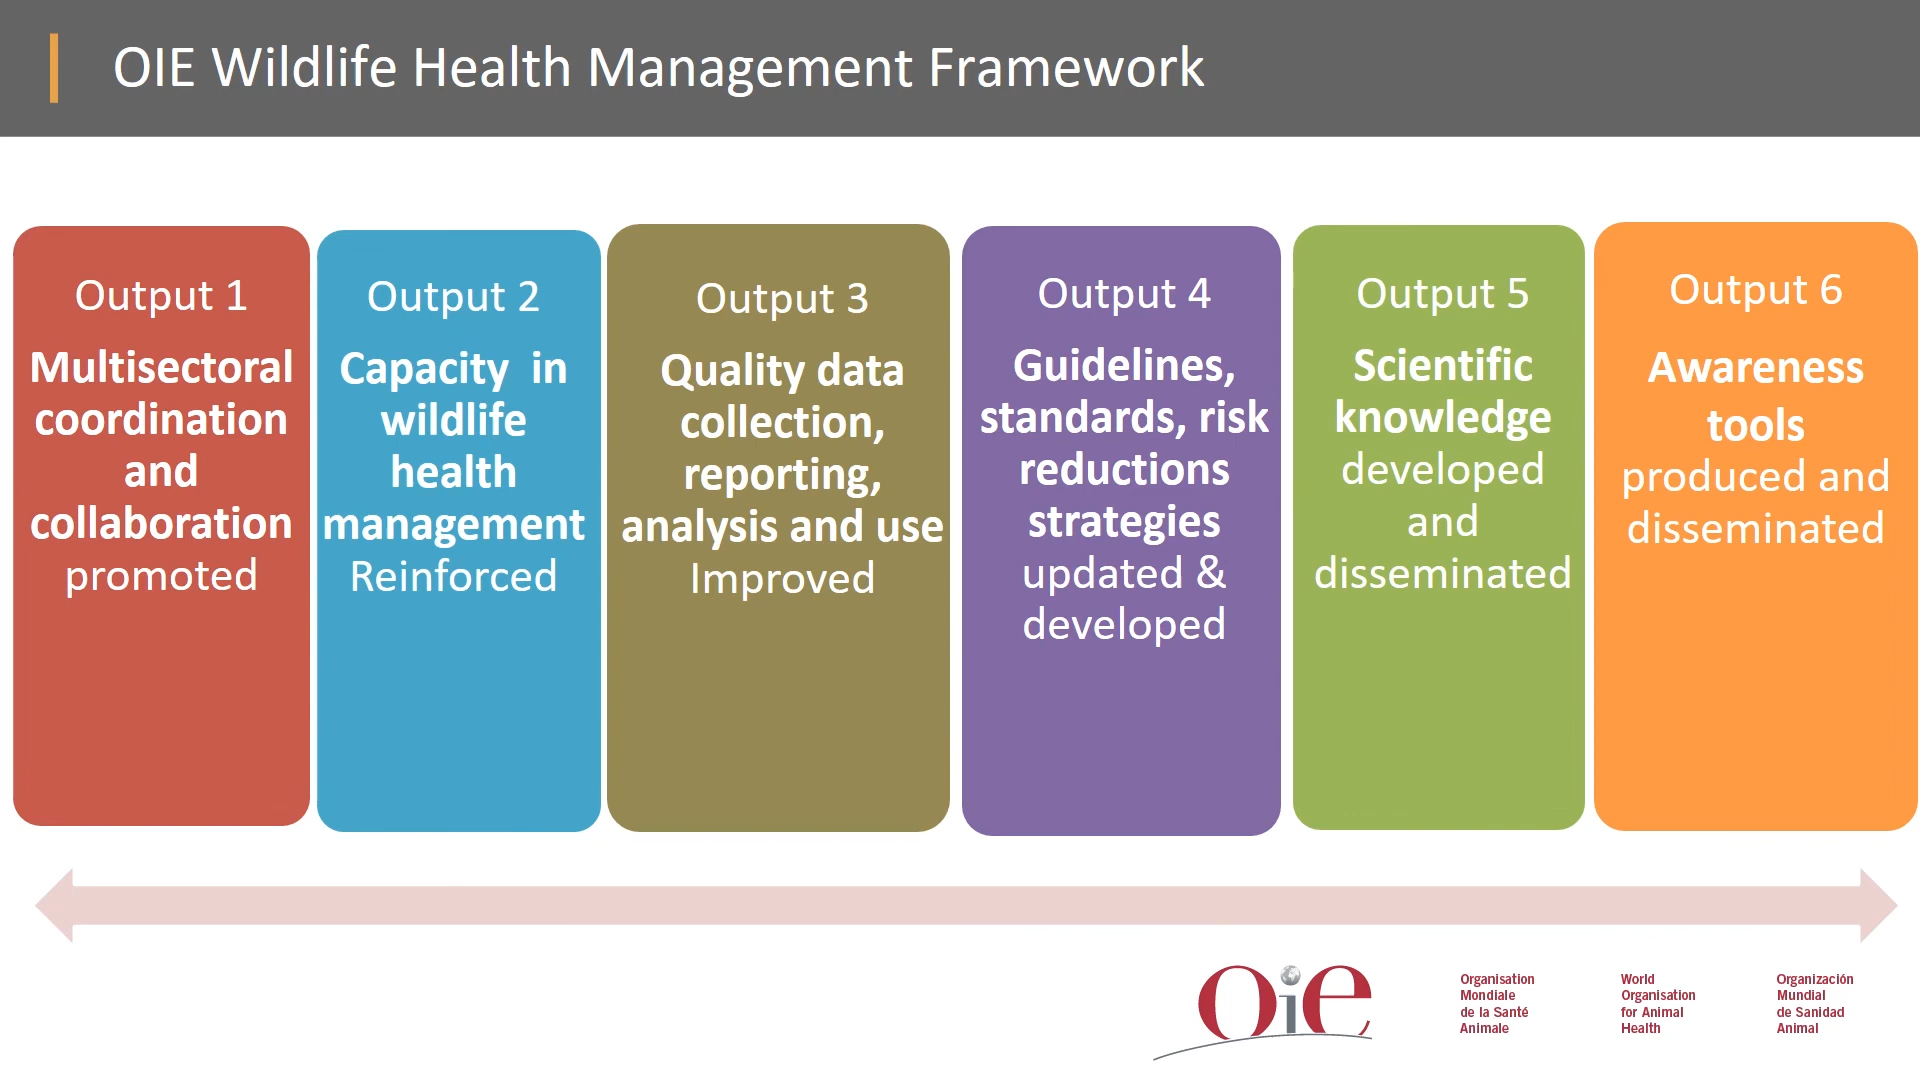 OIE Wildlife Health Management Framework
Output 1
Multisectoral
coordination
and
collaboration
promoted
Output 2
Capacity  in
wildlife
health
management
Reinforced
Output 3
Quality data
collection,
reporting,
analysis and use
Improved
Output 4
Guidelines,
standards, risk
reductions
strategies
updated &
developed
Output 5
Scientific
knowledge
developed
and
disseminated
Output 6
Awareness
tools
produced and
disseminated
oie
Organisation
Mondiale
de la Santé
Animale
World
Organisation
for Animal
Health
Organización
Mundial
de Sanidad
Animal